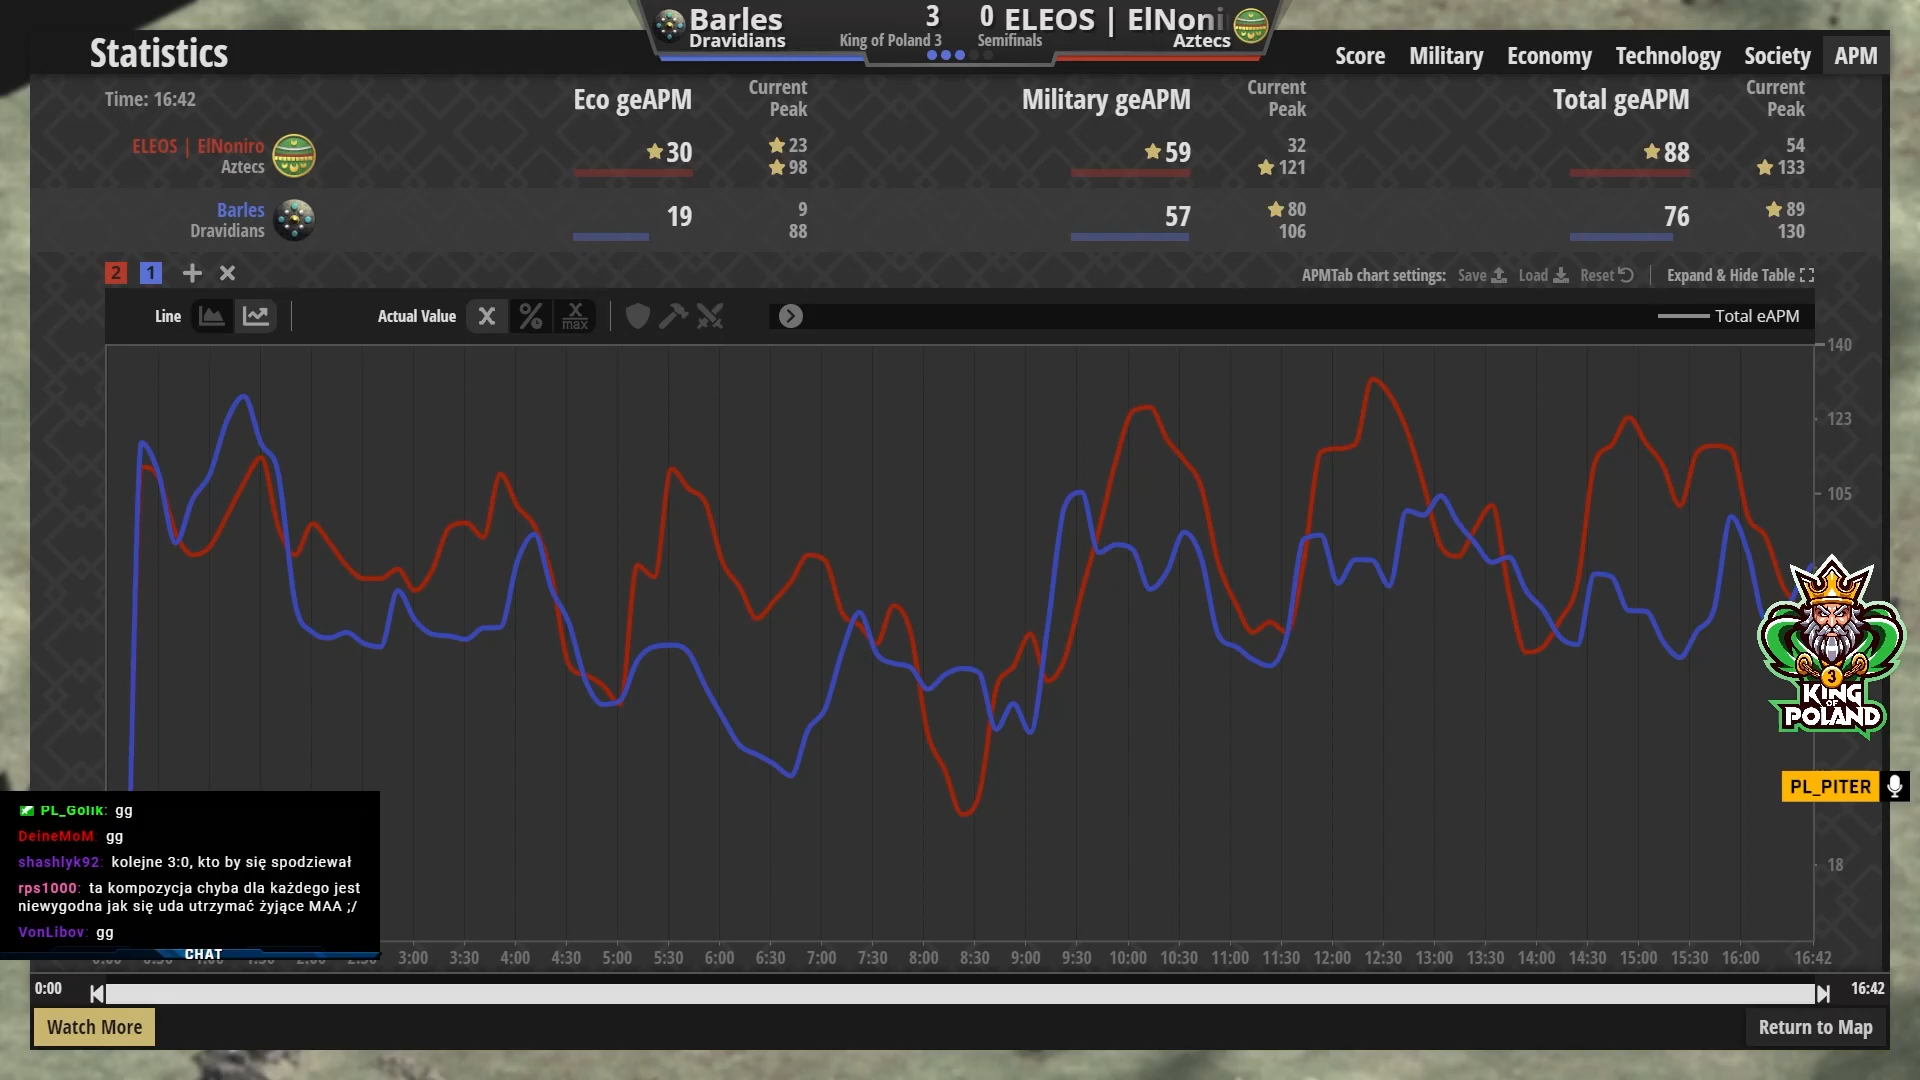 Barles
Dravidians
3
King of Poland 3
0
Semifinals
ELEOS | ElNoni
Aztecs
Statistics
Score
Military
Economy
Technology
Society
APM
Time: 16:42
Eco geAPM
Current
Peak
Military geAPM
Current
Peak
Total geAPM
Current
Peak
ELEOS | ElNoniro
Aztecs
30
23
98
59
32
121
88
54
133
Barles
Dravidians
19
9
88
57
80
106
76
89
130
2
1
APMTab chart settings:
Save
Load
Reset
Expand & Hide Table
Line
Actual Value
X
%
X
max
Total eAPM
140
123
105
18
3
KING
OF
POLAND
PL_PITER
PL_Golik: gg
DeineMoM: gg
shashlyk92: kolejne 3:0, kto by się spodziewał
rps1000: ta kompozycja chyba dla każdego jest
niewygodna jak się uda utrzymać żyjące MAA ;/
VonLibov: gg
CHAT
3:00 3:30 4:00 4:30 5:00 5:30 6:00 6:30 7:00 7:30 8:00 8:30 9:00 9:30 10:00 10:30 11:00 11:30 12:00 12:30 13:00 13:30 14:00 14:30 15:00 15:30 16:00 16:42
0:00
16:42
Watch More
Return to Map